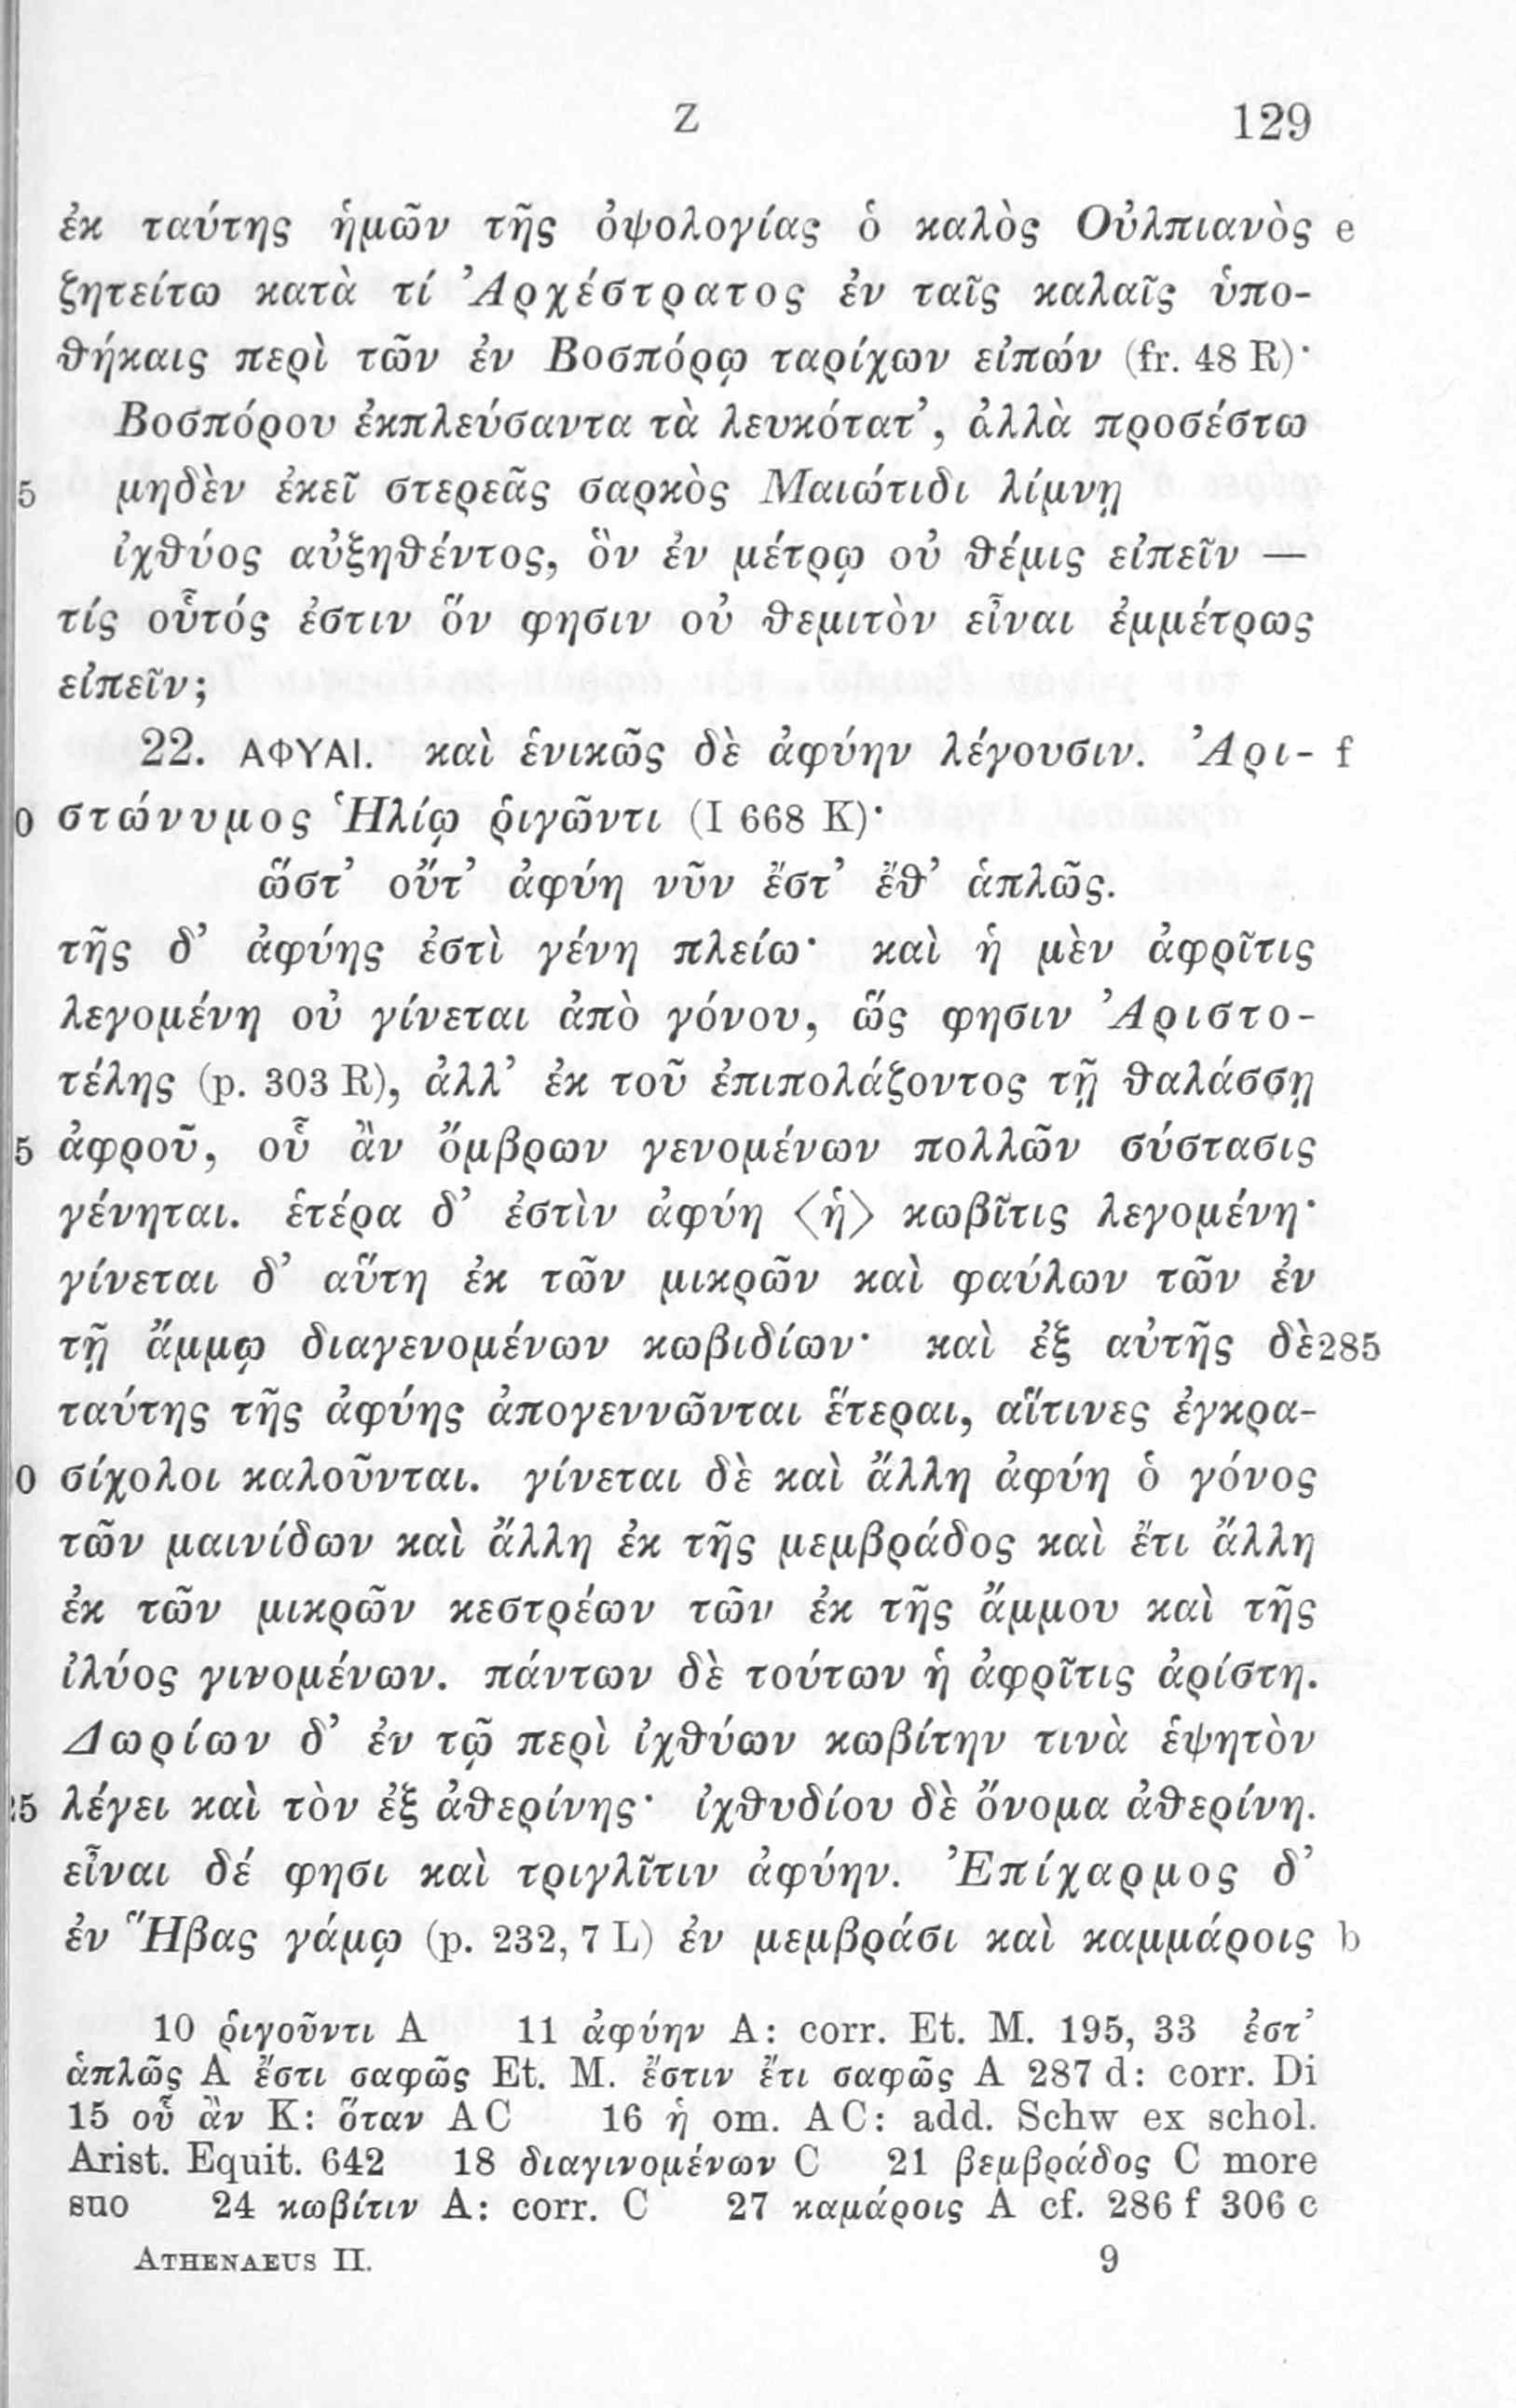 Z 129
ἐκ ταύτης ἡμῶν τῆς ὀψολογίας ὁ καλὸς Οὐλπιανὸς e
ζητείτω κατὰ τί Ἀρχέστρατος ἐν ταῖς καλαῖς ὑπο-
θήκαις περὶ τῶν ἐν Βοσπόρῳ ταρίχων εἰπών (fr. 48 R)·
Βοσπόρου ἐκπλεύσαντα τὰ λευκότατ’, ἀλλὰ προσέστω
5 μηδὲν ἐκεῖ στερεᾶς σαρκὸς Μαιώτιδι λίμνῃ
ἰχθύος αὐξηθέντος, ὃν ἐν μέτρῳ οὐ θέμις εἰπεῖν —
τίς οὗτός ἐστιν ὅν φησιν οὐ θεμιτὸν εἶναι ἐμμέτρως
εἰπεῖν;
22. ΑΦΥΑΙ. καὶ ἑνικῶς δὲ ἀφύην λέγουσιν. Ἀρι- f
0 στώνυμος Ἡλίῳ ῥιγῶντι (I 668 K)·
ὥστ’ οὔτ’ ἀφύη νῦν ἔστ’ ἔθ’ ἁπλῶς.
τῆς δ’ ἀφύης ἐστὶ γένη πλείω· καὶ ἡ μὲν ἀφρῖτις
λεγομένη οὐ γίνεται ἀπὸ γόνου, ὥς φησιν Ἀριστο-
τέλης (p. 303 R), ἀλλ’ ἐκ τοῦ ἐπιπολάζοντος τῇ θαλάσσῃ
5 ἀφροῦ, οὗ ἂν ὄμβρων γενομένων πολλῶν σύστασις
γένηται. ἑτέρα δ’ ἐστὶν ἀφύη 〈ἡ〉 κωβῖτις λεγομένη·
γίνεται δ’ αὕτη ἐκ τῶν μικρῶν καὶ φαύλων τῶν ἐν
τῇ ἄμμῳ διαγενομένων κωβιδίων· καὶ ἐξ αὐτῆς δὲ 285
ταύτης τῆς ἀφύης ἀπογεννῶνται ἕτεραι, αἵτινες ἐγκρα-
0 σίχολοι καλοῦνται. γίνεται δὲ καὶ ἄλλη ἀφύη ὁ γόνος
τῶν μαινίδων καὶ ἄλλη ἐκ τῆς μεμβράδος καὶ ἔτι ἄλλη
ἐκ τῶν μικρῶν κεστρέων τῶν ἐκ τῆς ἄμμου καὶ τῆς
ἰλύος γινομένων. πάντων δὲ τούτων ἡ ἀφρῖτις ἀρίστη.
Δωρίων δ’ ἐν τῷ περὶ ἰχθύων κωβίτην τινὰ ἑψητὸν
25 λέγει καὶ τὸν ἐξ ἀθερίνης· ἰχθυδίου δὲ ὄνομα ἀθερίνη.
εἶναι δέ φησι καὶ τριγλῖτιν ἀφύην. Ἐπίχαρμος δ’
ἐν Ἥβας γάμῳ (p. 232, 7 L) ἐν μεμβράσι καὶ καμμάροις b
10 ῥιγοῦντι A 11 ἀφύην A: corr. Et. M. 195, 33 ἐστ’
ἁπλῶς A ἔστι σαφῶς Et. M. ἔστιν ἔτι σαφῶς A 287 d: corr. Di
15 οὗ ἂν K: ὅταν AC 16 ἡ om. AC: add. Schw ex schol.
Arist. Equit. 642 18 διαγινομένων C 21 βεμβράδος C more
suo 24 κωβίτιν A: corr. C 27 καμάροις A cf. 286 f 306 c
ATHENAEUS II. 9